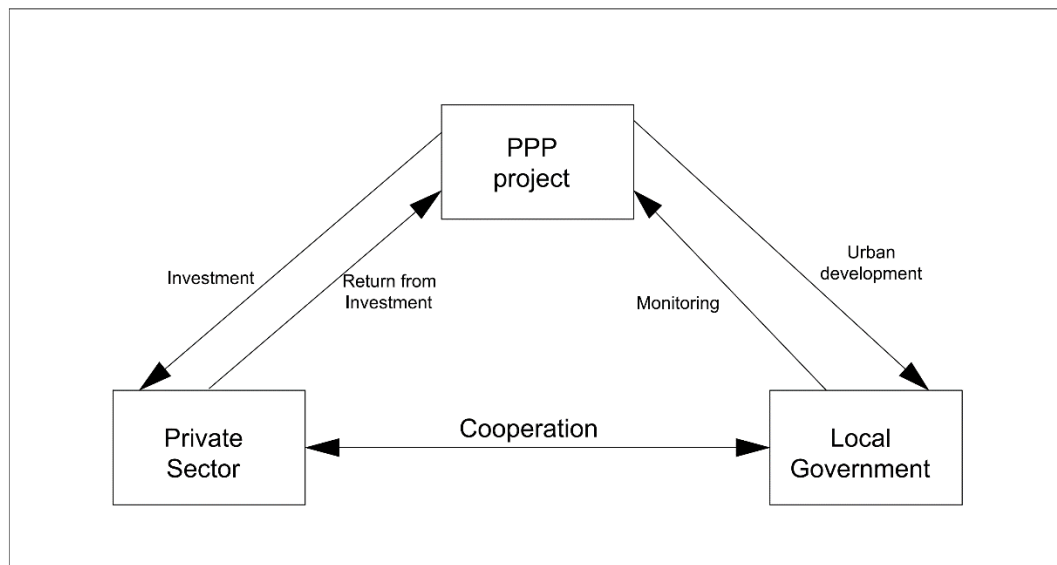 PPP
project
Investment
Return from
Investment
Monitoring
Urban
development
Private
Sector
Cooperation
Local
Government